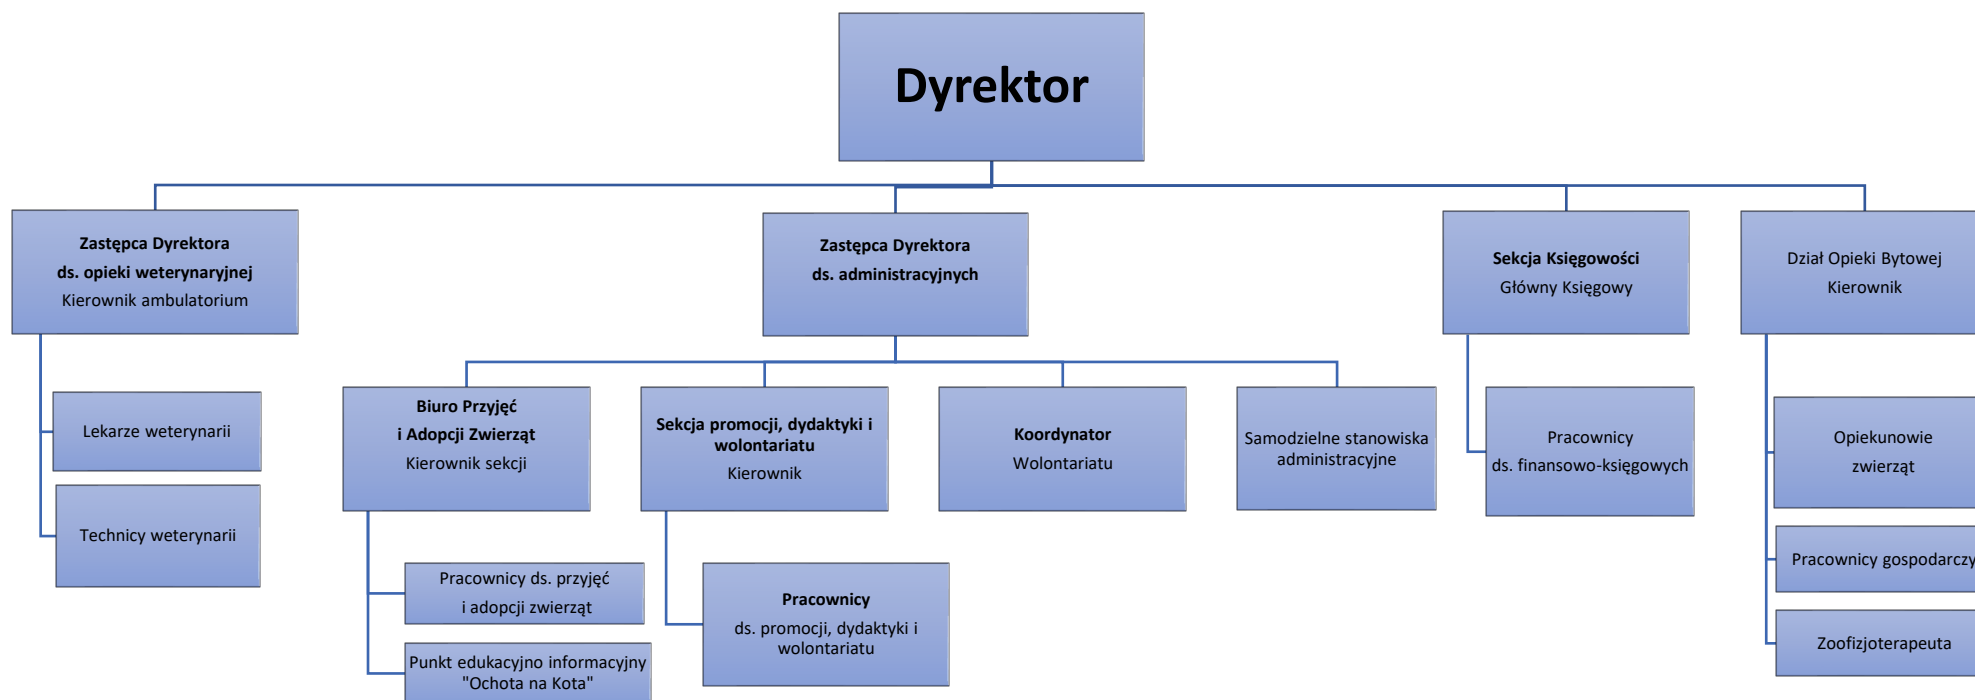 Dyrektor
Zastępca Dyrektora
ds. opieki weterynaryjnej
Kierownik ambulatorium
Zastępca Dyrektora
ds. administracyjnych
Sekcja Księgowości
Główny Księgowy
Dział Opieki Bytowej
Kierownik
Lekarze weterynarii
Technicy weterynarii
Biuro Przyjęć
i Adopcji Zwierząt
Kierownik sekcji
Sekcja promocji, dydaktyki i
wolontariatu
Kierownik
Koordynator
Wolontariatu
Samodzielne stanowiska
administracyjne
Pracownicy
ds. finansowo-księgowych
Opiekunowie
zwierząt
Pracownicy gospodarczy
Zoofizjoterapeuta
Pracownicy ds. przyjęć
i adopcji zwierząt
Punkt edukacyjno informacyjny
"Ochota na Kota"
Pracownicy
ds. promocji, dydaktyki i
wolontariatu